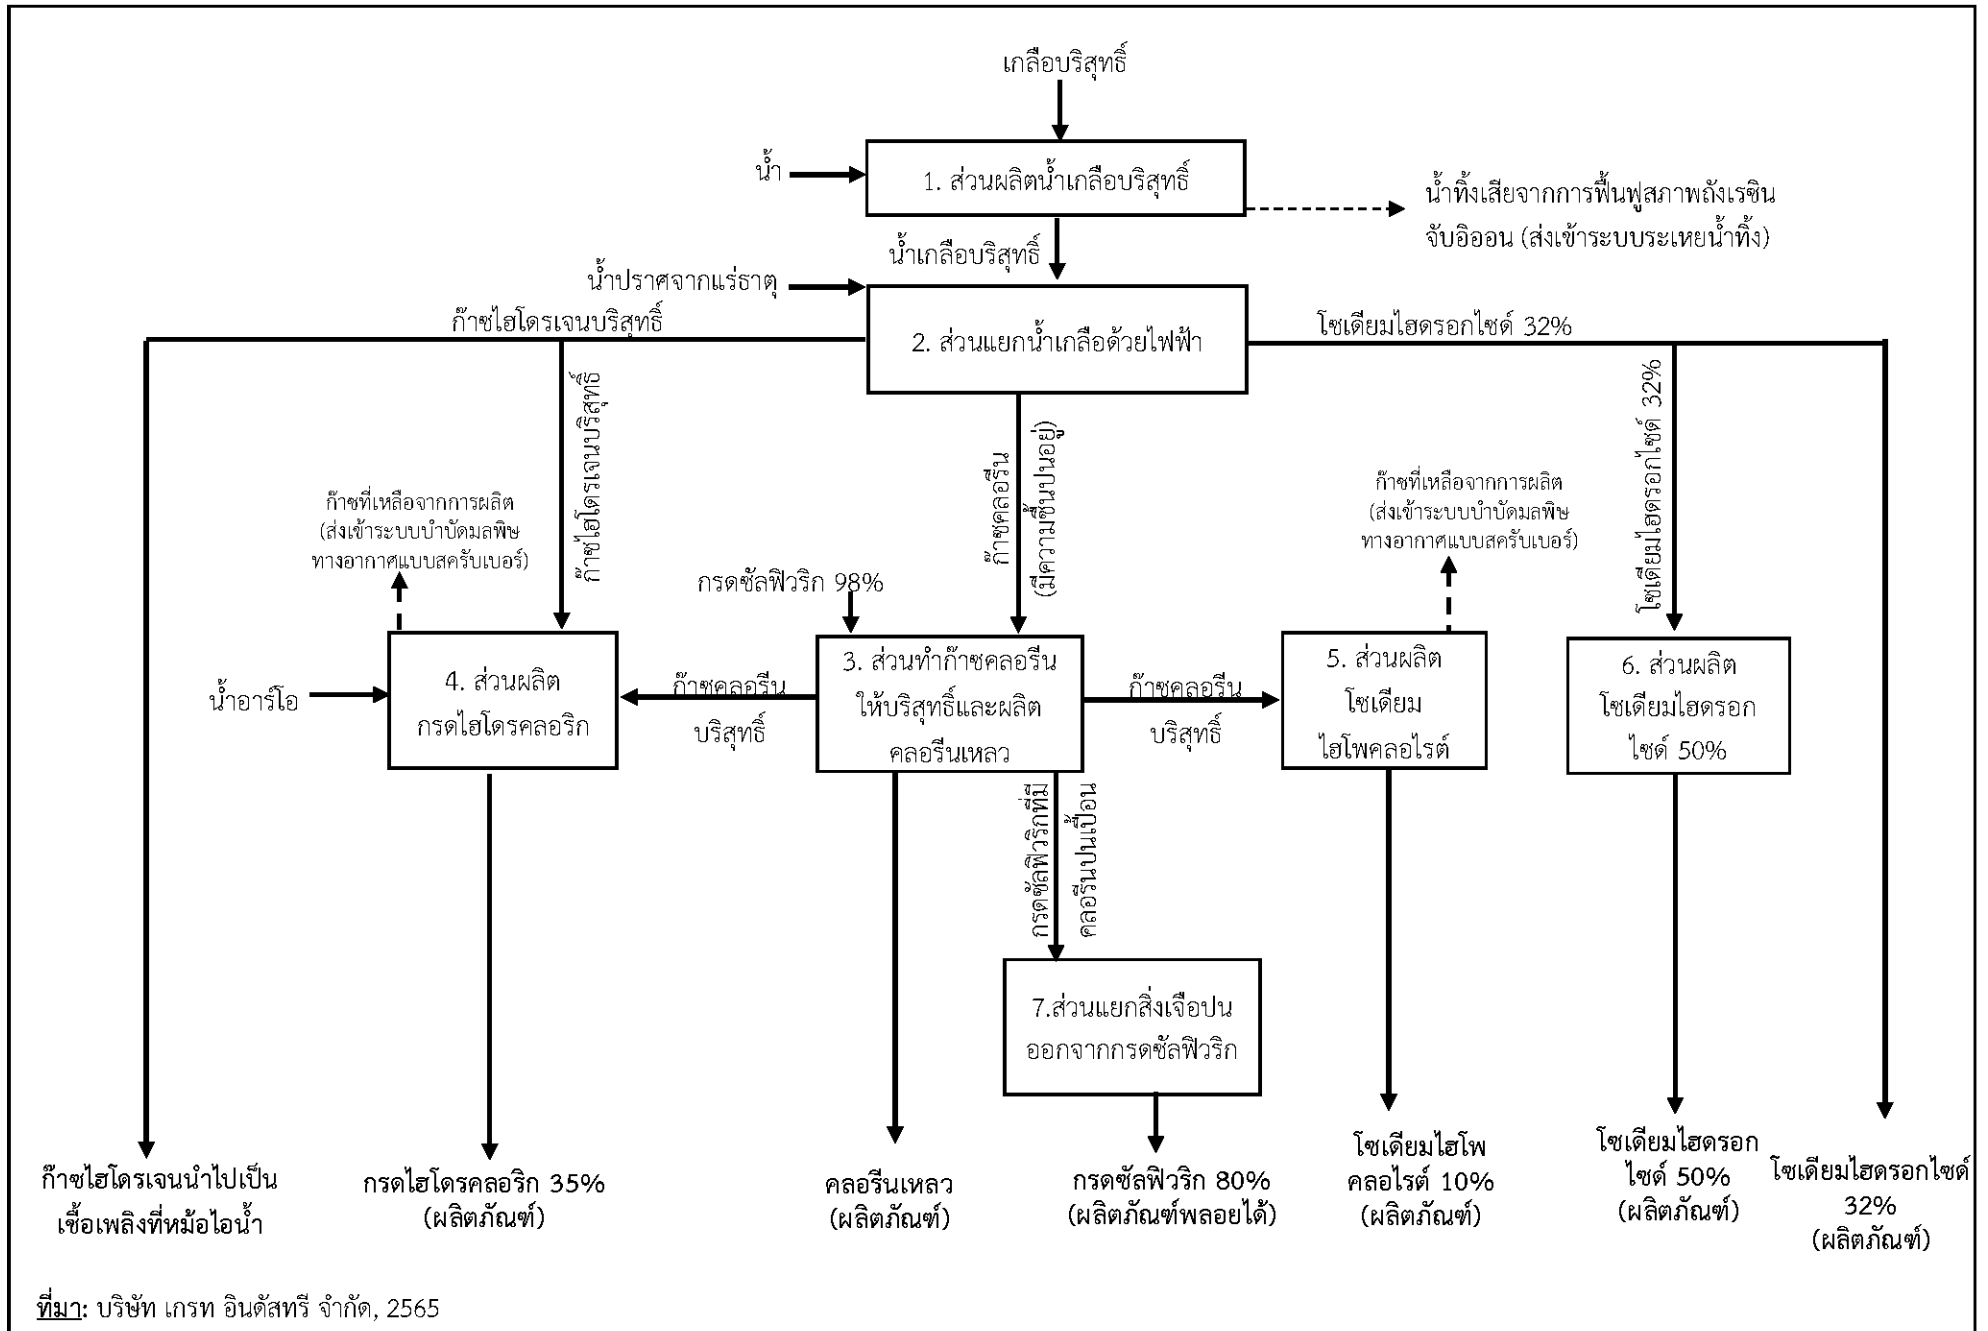 เกลือบริสุทธิ์
น้ำ
1. ส่วนผลิตน้ำเกลือบริสุทธิ์
น้ำทิ้งเสียจากการฟื้นฟูสภาพถังเรซิน
จับอิออน (ส่งเข้าระบบระเหยน้ำทิ้ง)
น้ำเกลือบริสุทธิ์
น้ำปราศจากแร่ธาตุ
ก๊าซไฮโดรเจนบริสุทธิ์
2. ส่วนแยกน้ำเกลือด้วยไฟฟ้า
โซเดียมไฮดรอกไซด์ 32%
ก๊าซไฮโดรเจนบริสุทธิ์
ก๊าซคลอรีน
(มีความชื้นปนอยู่)
โซเดียมไฮดรอกไซด์ 32%
ก๊าซที่เหลือจากการผลิต
(ส่งเข้าระบบบำบัดมลพิษ
ทางอากาศแบบสครับเบอร์)
ก๊าซที่เหลือจากการผลิต
(ส่งเข้าระบบบำบัดมลพิษ
ทางอากาศแบบสครับเบอร์)
กรดซัลฟิวริก 98%
น้ำอาร์โอ
4. ส่วนผลิต
กรดไฮโดรคลอริก
ก๊าซคลอรีน
บริสุทธิ์
3. ส่วนทำก๊าซคลอรีน
ให้บริสุทธิ์และผลิต
คลอรีนเหลว
ก๊าซคลอรีน
บริสุทธิ์
5. ส่วนผลิต
โซเดียม
ไฮโพคลอไรต์
6. ส่วนผลิต
โซเดียมไฮดรอก
ไซด์ 50%
กรดซัลฟิวริกที่มี
คลอรีนปนเปื้อน
7.ส่วนแยกสิ่งเจือปน
ออกจากกรดซัลฟิวริก
ก๊าซไฮโดรเจนนำไปเป็น
เชื้อเพลิงที่หม้อไอน้ำ
กรดไฮโดรคลอริก 35%
(ผลิตภัณฑ์)
คลอรีนเหลว
(ผลิตภัณฑ์)
กรดซัลฟิวริก 80%
(ผลิตภัณฑ์พลอยได้)
โซเดียมไฮโพ
คลอไรต์ 10%
(ผลิตภัณฑ์)
โซเดียมไฮดรอก
ไซด์ 50%
(ผลิตภัณฑ์)
โซเดียมไฮดรอกไซด์
32%
(ผลิตภัณฑ์)
ที่มา: บริษัท เกรท อินดัสทรี จำกัด, 2565